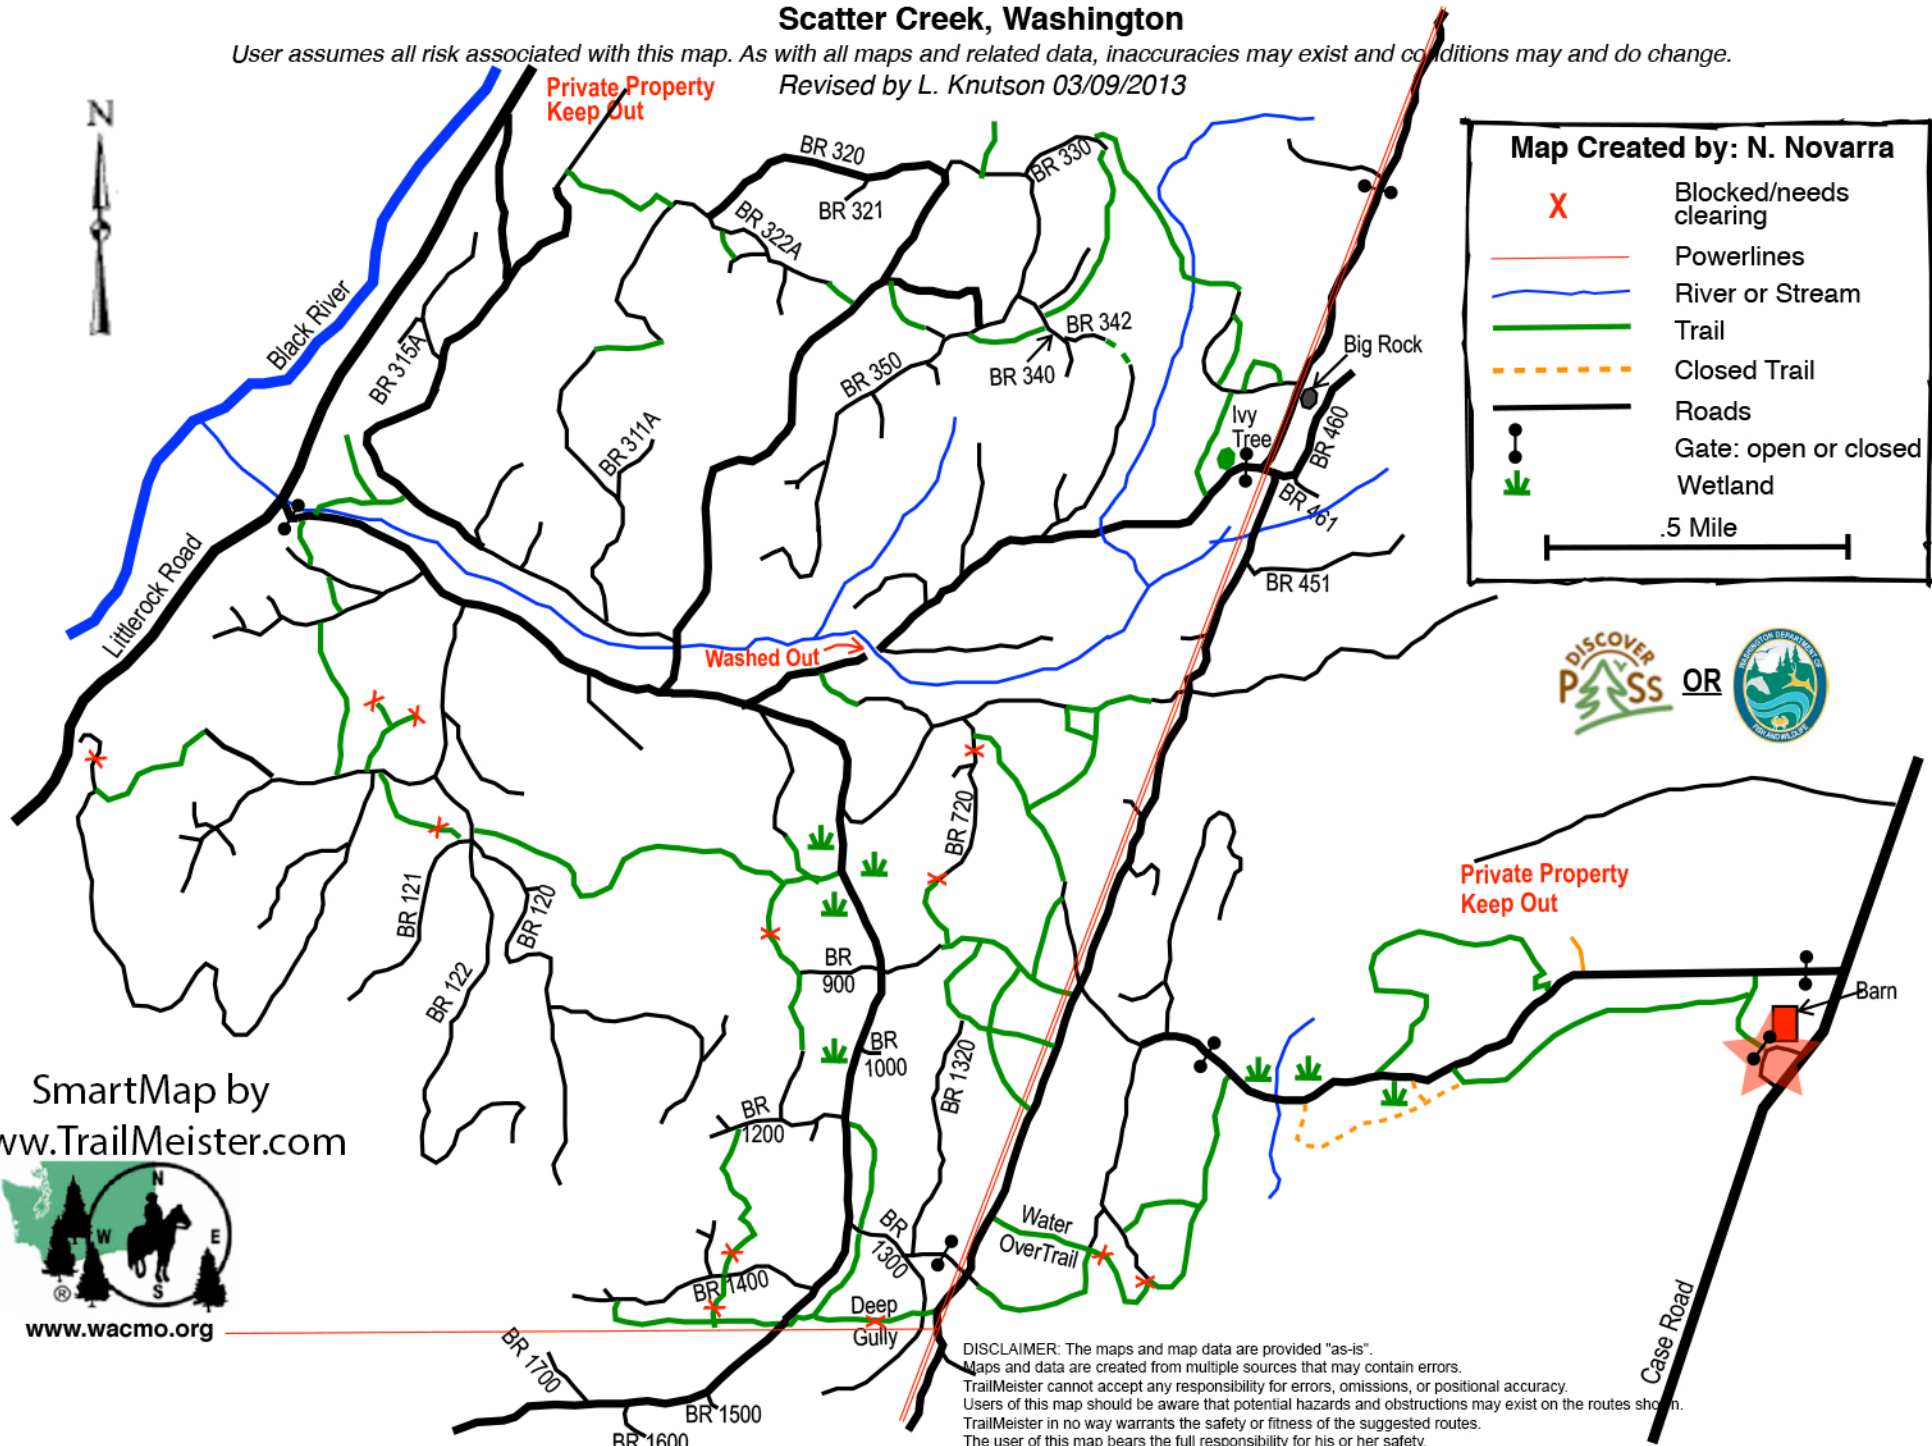 Scatter Creek, Washington
User assumes all risk associated with this map. As with all maps and related data, inaccuracies may exist and conditions may and do change.
Revised by L. Knutson 03/09/2013
Private Property
Keep Out
N
Map Created by: N. Novarra
X
Blocked/needs
clearing
Powerlines
River or Stream
Trail
Closed Trail
Roads
Gate: open or closed
Wetland
.5 Mile
BR 320
BR 330
BR 321
BR 322A
Black River
BR 315A
BR 342
BR 340
BR 350
Big Rock
Ivy
Tree
BR 460
BR 311A
BR 461
BR 451
Littlerock Road
Washed Out
DISCOVER
PASS
OR
WASHINGTON DEPARTMENT OF
FISH AND WILDLIFE
BR 720
Private Property
Keep Out
BR 121
BR 120
BR 122
BR
900
Barn
BR
1000
BR 1320
SmartMap by
ww.TrailMeister.com
BR
1200
N
W
E
S
®
www.wacmo.org
Water
OverTrail
BR
1300
BR 1400
Deep
Gully
Case Road
BR 1700
BR 1500
BR 1600
DISCLAIMER: The maps and map data are provided "as-is".
Maps and data are created from multiple sources that may contain errors.
TrailMeister cannot accept any responsibility for errors, omissions, or positional accuracy.
Users of this map should be aware that potential hazards and obstructions may exist on the routes shown.
TrailMeister in no way warrants the safety or fitness of the suggested routes.
The user of this map bears the full responsibility for his or her safety.